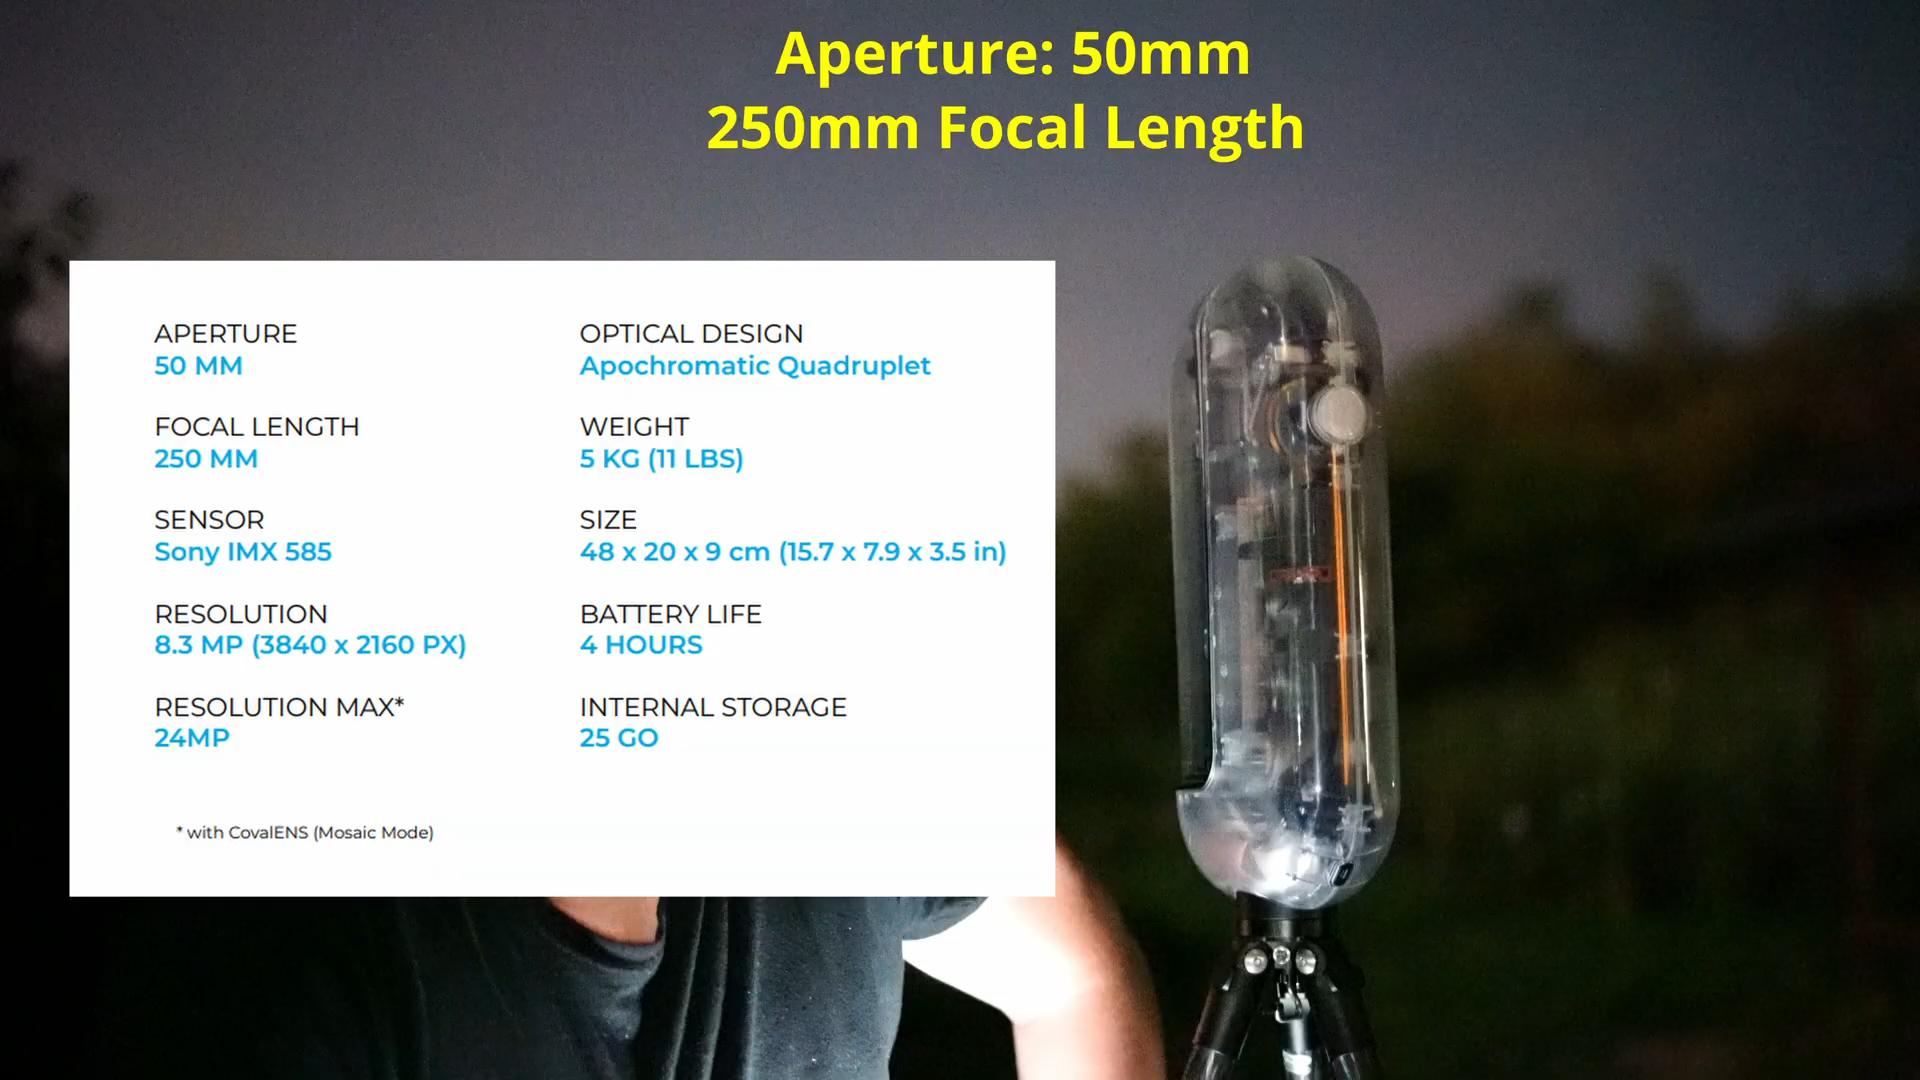 Aperture: 50mm
250mm Focal Length
APERTURE
50 MM
FOCAL LENGTH
250 MM
SENSOR
Sony IMX 585
RESOLUTION
8.3 MP (3840 x 2160 PX)
RESOLUTION MAX*
24MP
* with CovalENS (Mosaic Mode)
OPTICAL DESIGN
Apochromatic Quadruplet
WEIGHT
5 KG (11 LBS)
SIZE
48 x 20 x 9 cm (15.7 x 7.9 x 3.5 in)
BATTERY LIFE
4 HOURS
INTERNAL STORAGE
25 GO